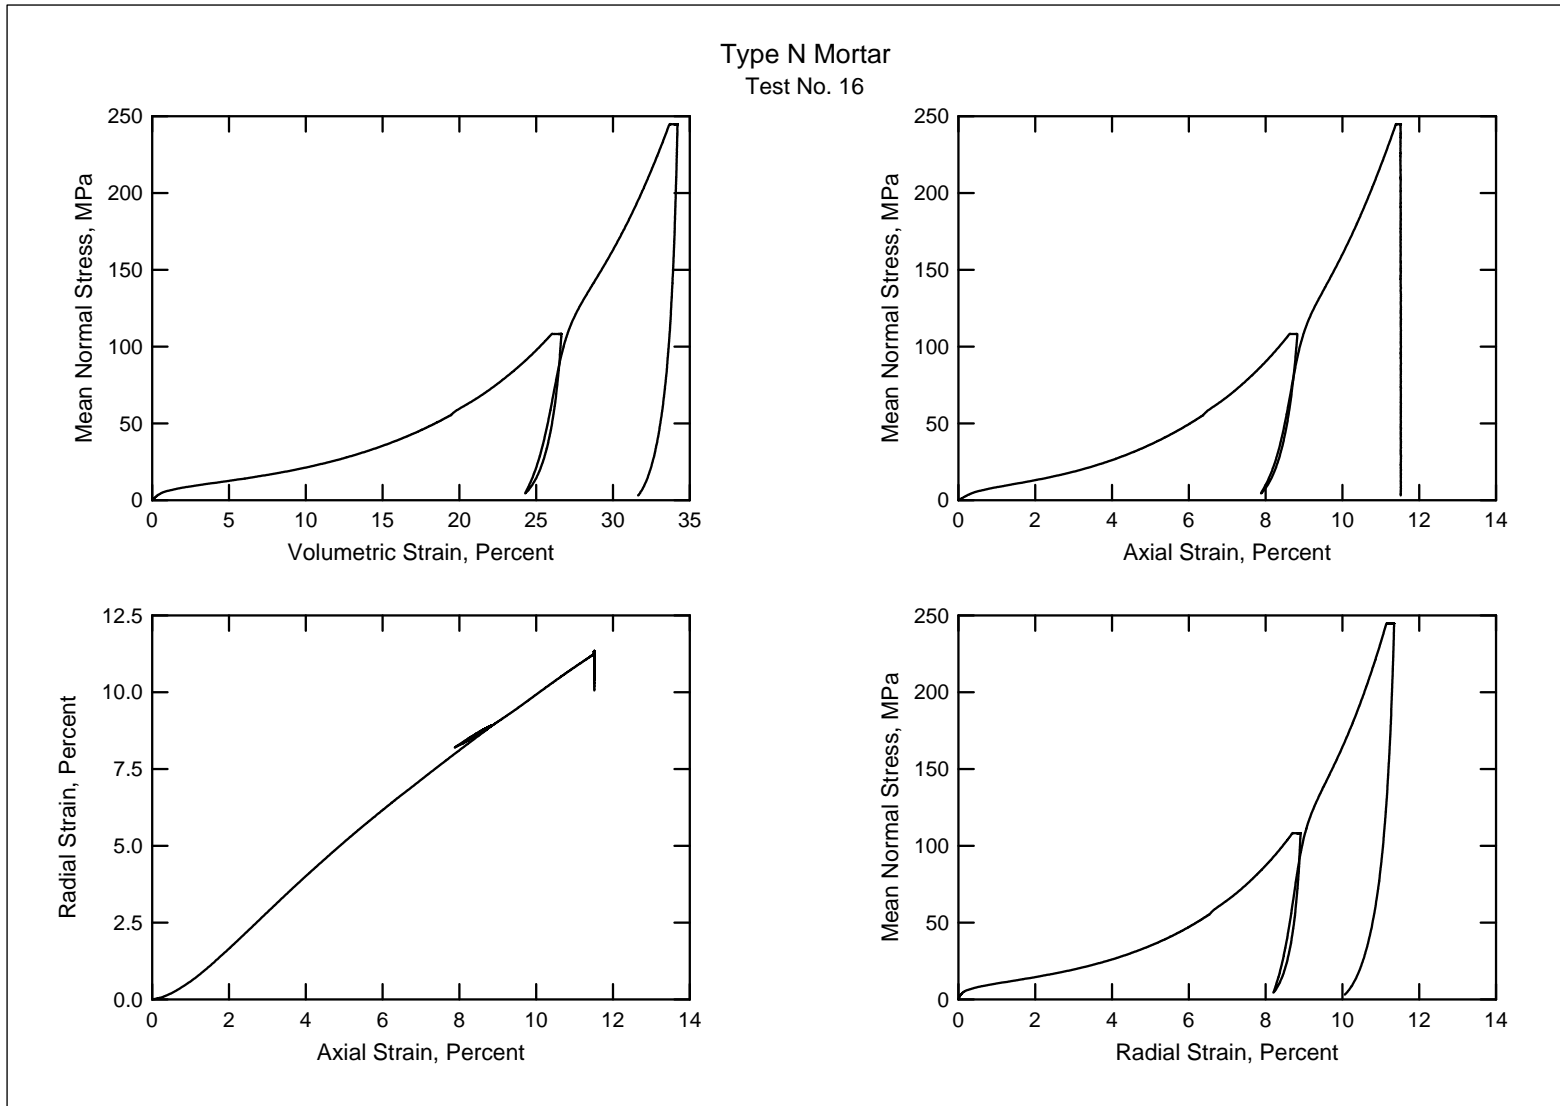 Type N Mortar
Test No. 16
Mean Normal Stress, MPa
250
200
150
100
50
0
0 5 10 15 20 25 30 35
Volumetric Strain, Percent
Mean Normal Stress, MPa
250
200
150
100
50
0
0 2 4 6 8 10 12 14
Axial Strain, Percent
Radial Strain, Percent
12.5
10.0
7.5
5.0
2.5
0.0
0 2 4 6 8 10 12 14
Axial Strain, Percent
Mean Normal Stress, MPa
250
200
150
100
50
0
0 2 4 6 8 10 12 14
Radial Strain, Percent